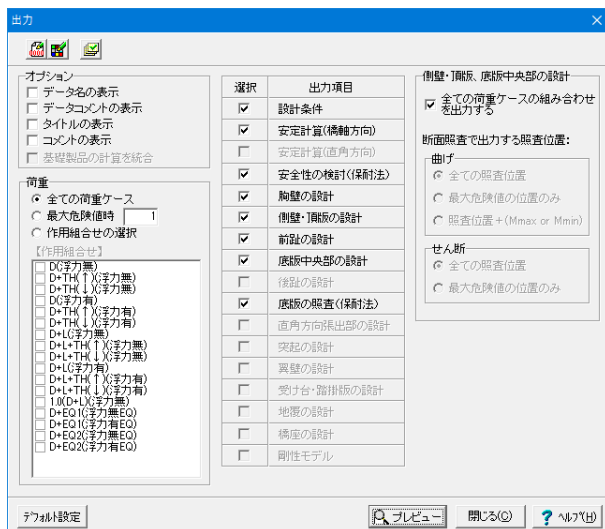 出力
オプション
データ名の表示
データコメントの表示
タイトルの表示
コメントの表示
基礎製品の計算を統合
荷重
全ての荷重ケース
最大危険値時 1
作用組合せの選択
【作用組合せ】
D(浮力無)
D+TH(↑)(浮力無)
D+TH(↓)(浮力無)
D(浮力有)
D+TH(↑)(浮力有)
D+TH(↓)(浮力有)
D+L(浮力無)
D+L+TH(↑)(浮力無)
D+L+TH(↓)(浮力無)
D+L(浮力有)
D+L+TH(↑)(浮力有)
D+L+TH(↓)(浮力有)
1.0(D+L)(浮力無)
D+EQ1(浮力無EQ)
D+EQ1(浮力有EQ)
D+EQ2(浮力無EQ)
D+EQ2(浮力有EQ)
選択 出力項目
設計条件
安定計算(橋軸方向)
安定計算(直角方向)
安全性の検討(保耐法)
胸壁の設計
側壁・頂版の設計
前趾の設計
底版中央部の設計
後趾の設計
底版の照査(保耐法)
直角方向張出部の設計
突起の設計
翼壁の設計
受け台・踏掛版の設計
地覆の設計
橋座の設計
剛性モデル
側壁・頂版、底版中央部の設計
全ての荷重ケースの組み合わせ
を出力する
断面照査で出力する照査位置:
曲げ
全ての照査位置
最大危険値の位置のみ
照査位置+(Mmax or Mmin)
せん断
全ての照査位置
最大危険値の位置のみ
デフォルト設定
プレビュー
閉じる(C)
? ヘルプ(H)